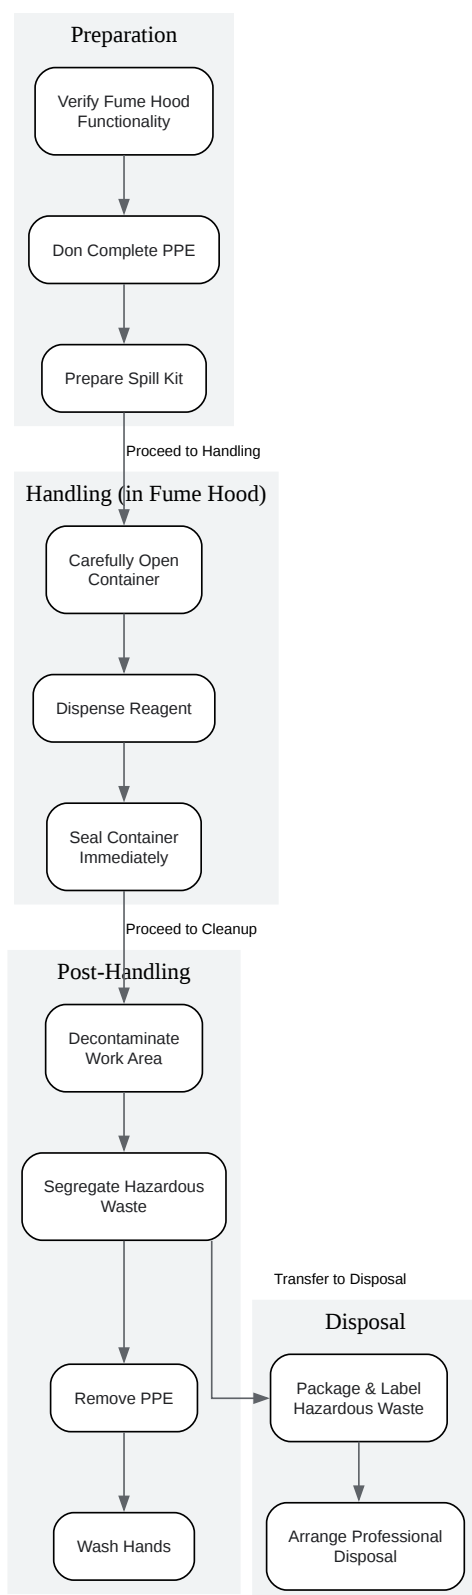 Preparation
Verify Fume Hood
Functionality
Don Complete PPE
Prepare Spill Kit
Proceed to Handling
Handling (in Fume Hood)
Carefully Open
Container
Dispense Reagent
Seal Container
Immediately
Proceed to Cleanup
Post-Handling
Decontaminate
Work Area
Segregate Hazardous
Waste
Transfer to Disposal
Disposal
Package & Label
Hazardous Waste
Remove PPE
Arrange Professional
Disposal
Wash Hands